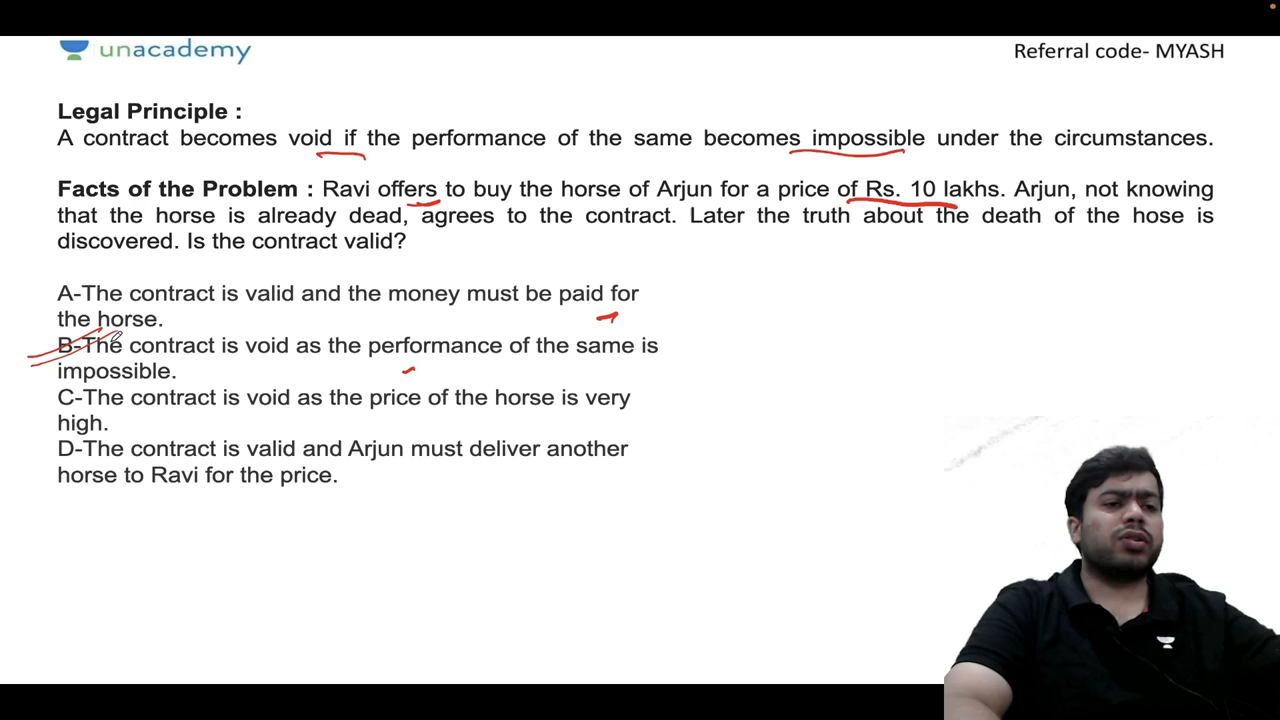 unacademy
Referral code- MYASH
Legal Principle :
A contract becomes void if the performance of the same becomes impossible under the circumstances.
Facts of the Problem : Ravi offers to buy the horse of Arjun for a price of Rs. 10 lakhs. Arjun, not knowing
that the horse is already dead, agrees to the contract. Later the truth about the death of the hose is
discovered. Is the contract valid?
A-The contract is valid and the money must be paid for
the horse.
B-The contract is void as the performance of the same is
impossible.
C-The contract is void as the price of the horse is very
high.
D-The contract is valid and Arjun must deliver another
horse to Ravi for the price.